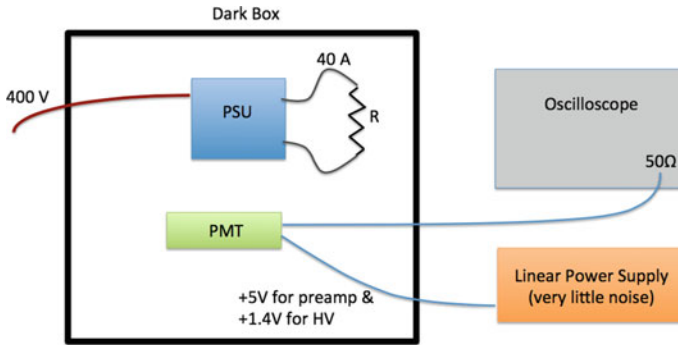 Dark Box
40 A
400 V
PSU
R
Oscilloscope
50Ω
PMT
+5V for preamp &
+1.4V for HV
Linear Power Supply
(very little noise)